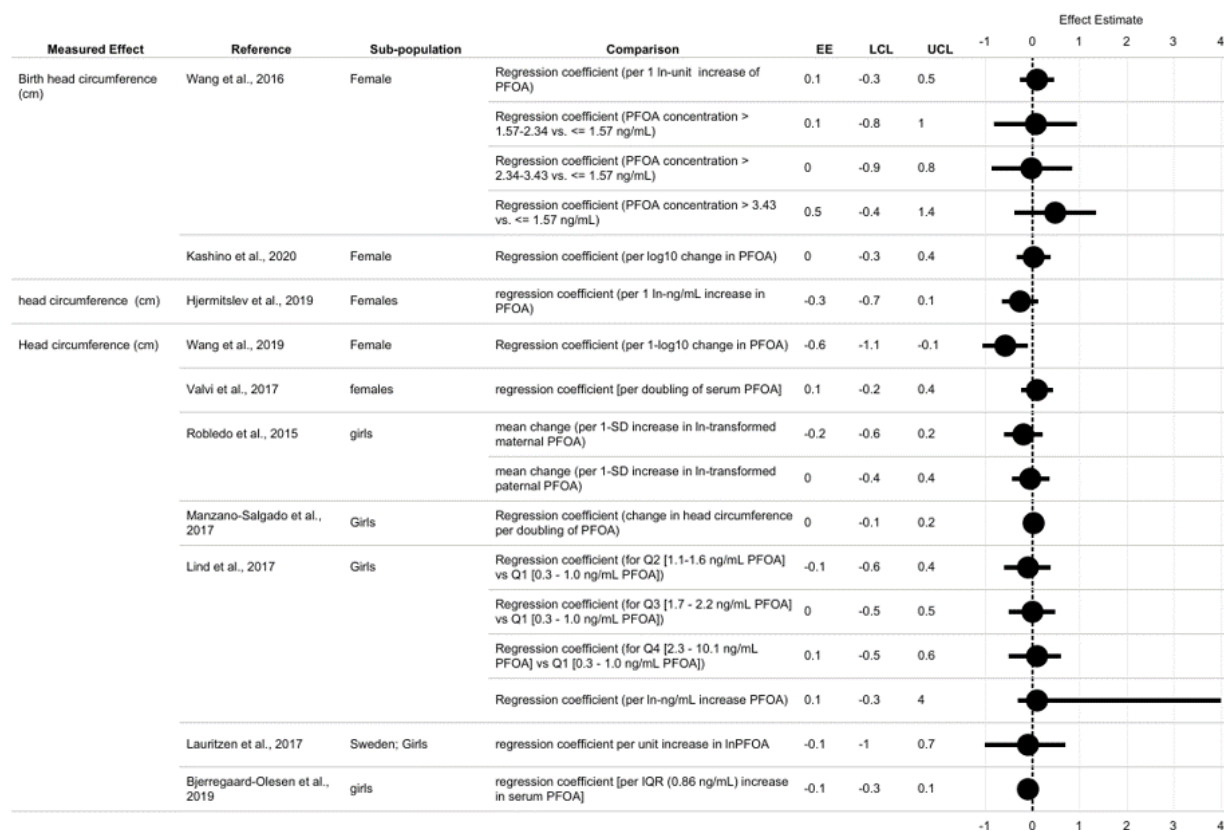 Effect Estimate
Measured Effect Reference Sub-population Comparison EE LCL UCL -1 0 1 2 3 4
Birth head circumference (cm) Wang et al., 2016 Female Regression coefficient (per 1 ln-unit increase of PFOA) 0.1 -0.3 0.5
Regression coefficient (PFOA concentration > 1.57-2.34 vs. <= 1.57 ng/mL) 0.1 -0.8 1
Regression coefficient (PFOA concentration > 2.34-3.43 vs. <= 1.57 ng/mL) 0 -0.9 0.8
Regression coefficient (PFOA concentration > 3.43 vs. <= 1.57 ng/mL) 0.5 -0.4 1.4
Kashino et al., 2020 Female Regression coefficient (per log10 change in PFOA) 0 -0.3 0.4
head circumference (cm) Hjermitslev et al., 2019 Females regression coefficient (per 1 ln-ng/mL increase in PFOA) -0.3 -0.7 0.1
Head circumference (cm) Wang et al., 2019 Female Regression coefficient (per 1-log10 change in PFOA) -0.6 -1.1 -0.1
Valvi et al., 2017 females regression coefficient [per doubling of serum PFOA] 0.1 -0.2 0.4
Robledo et al., 2015 girls mean change (per 1-SD increase in ln-transformed maternal PFOA) -0.2 -0.6 0.2
mean change (per 1-SD increase in ln-transformed paternal PFOA) 0 -0.4 0.4
Manzano-Salgado et al., 2017 Girls Regression coefficient (change in head circumference per doubling of PFOA) 0 -0.1 0.2
Lind et al., 2017 Girls Regression coefficient (for Q2 [1.1-1.6 ng/mL PFOA] vs Q1 [0.3 - 1.0 ng/mL PFOA]) -0.1 -0.6 0.4
Regression coefficient (for Q3 [1.7 - 2.2 ng/mL PFOA] vs Q1 [0.3 - 1.0 ng/mL PFOA]) 0 -0.5 0.5
Regression coefficient (for Q4 [2.3 - 10.1 ng/mL PFOA] vs Q1 [0.3 - 1.0 ng/mL PFOA]) 0.1 -0.5 0.6
Regression coefficient (per ln-ng/mL increase PFOA) 0.1 -0.3 4
Lauritzen et al., 2017 Sweden; Girls regression coefficient per unit increase in lnPFOA -0.1 -1 0.7
Bjerregaard-Olesen et al., 2019 girls regression coefficient [per IQR (0.86 ng/mL) increase in serum PFOA] -0.1 -0.3 0.1
-1 0 1 2 3 4